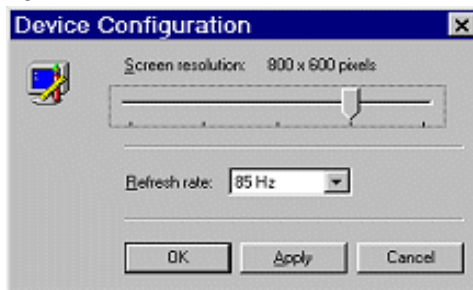 Device Configuration
Screen resolution: 800 x 600 pixels
Refresh rate: 85 Hz
OK Apply Cancel